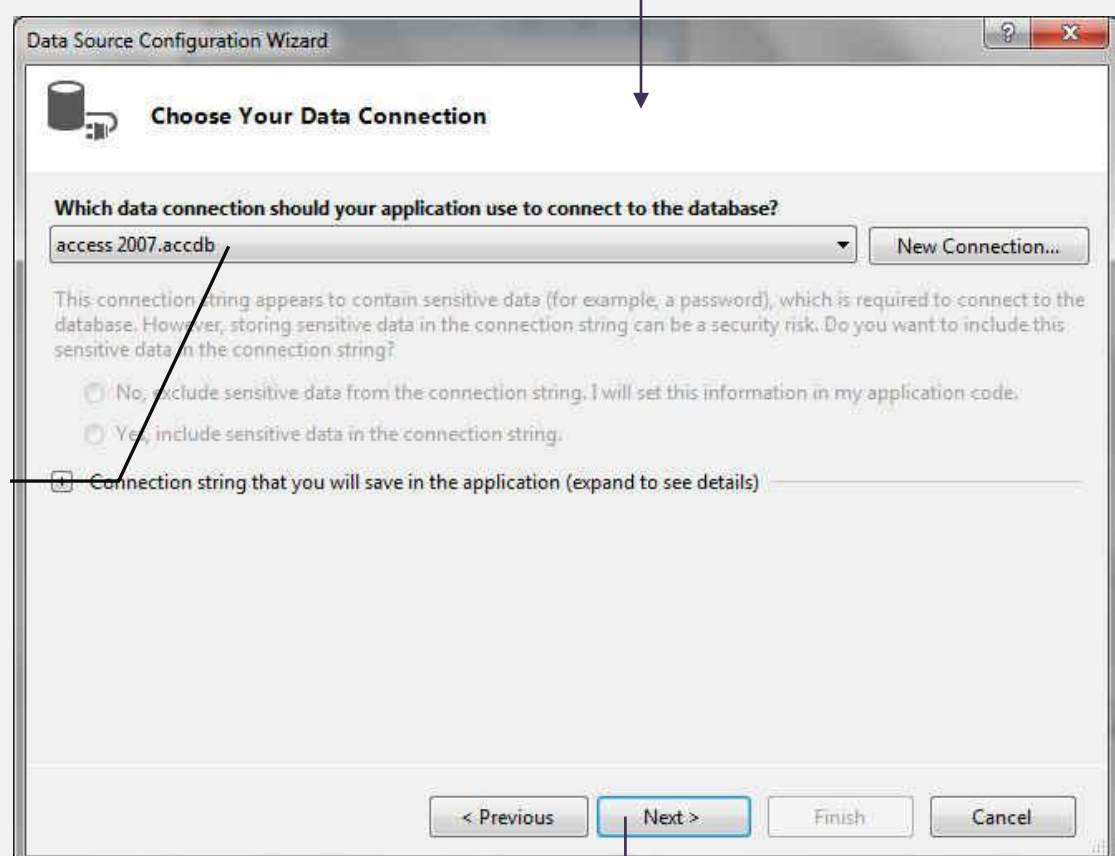 Data Source Configuration Wizard
Choose Your Data Connection
Which data connection should your application use to connect to the database?
access 2007.accdb
New Connection...
This connection string appears to contain sensitive data (for example, a password), which is required to connect to the
database. However, storing sensitive data in the connection string can be a security risk. Do you want to include this
sensitive data in the connection string?
No, exclude sensitive data from the connection string. I will set this information in my application code.
Yes, include sensitive data in the connection string.
Connection string that you will save in the application (expand to see details)
< Previous Next > Finish Cancel